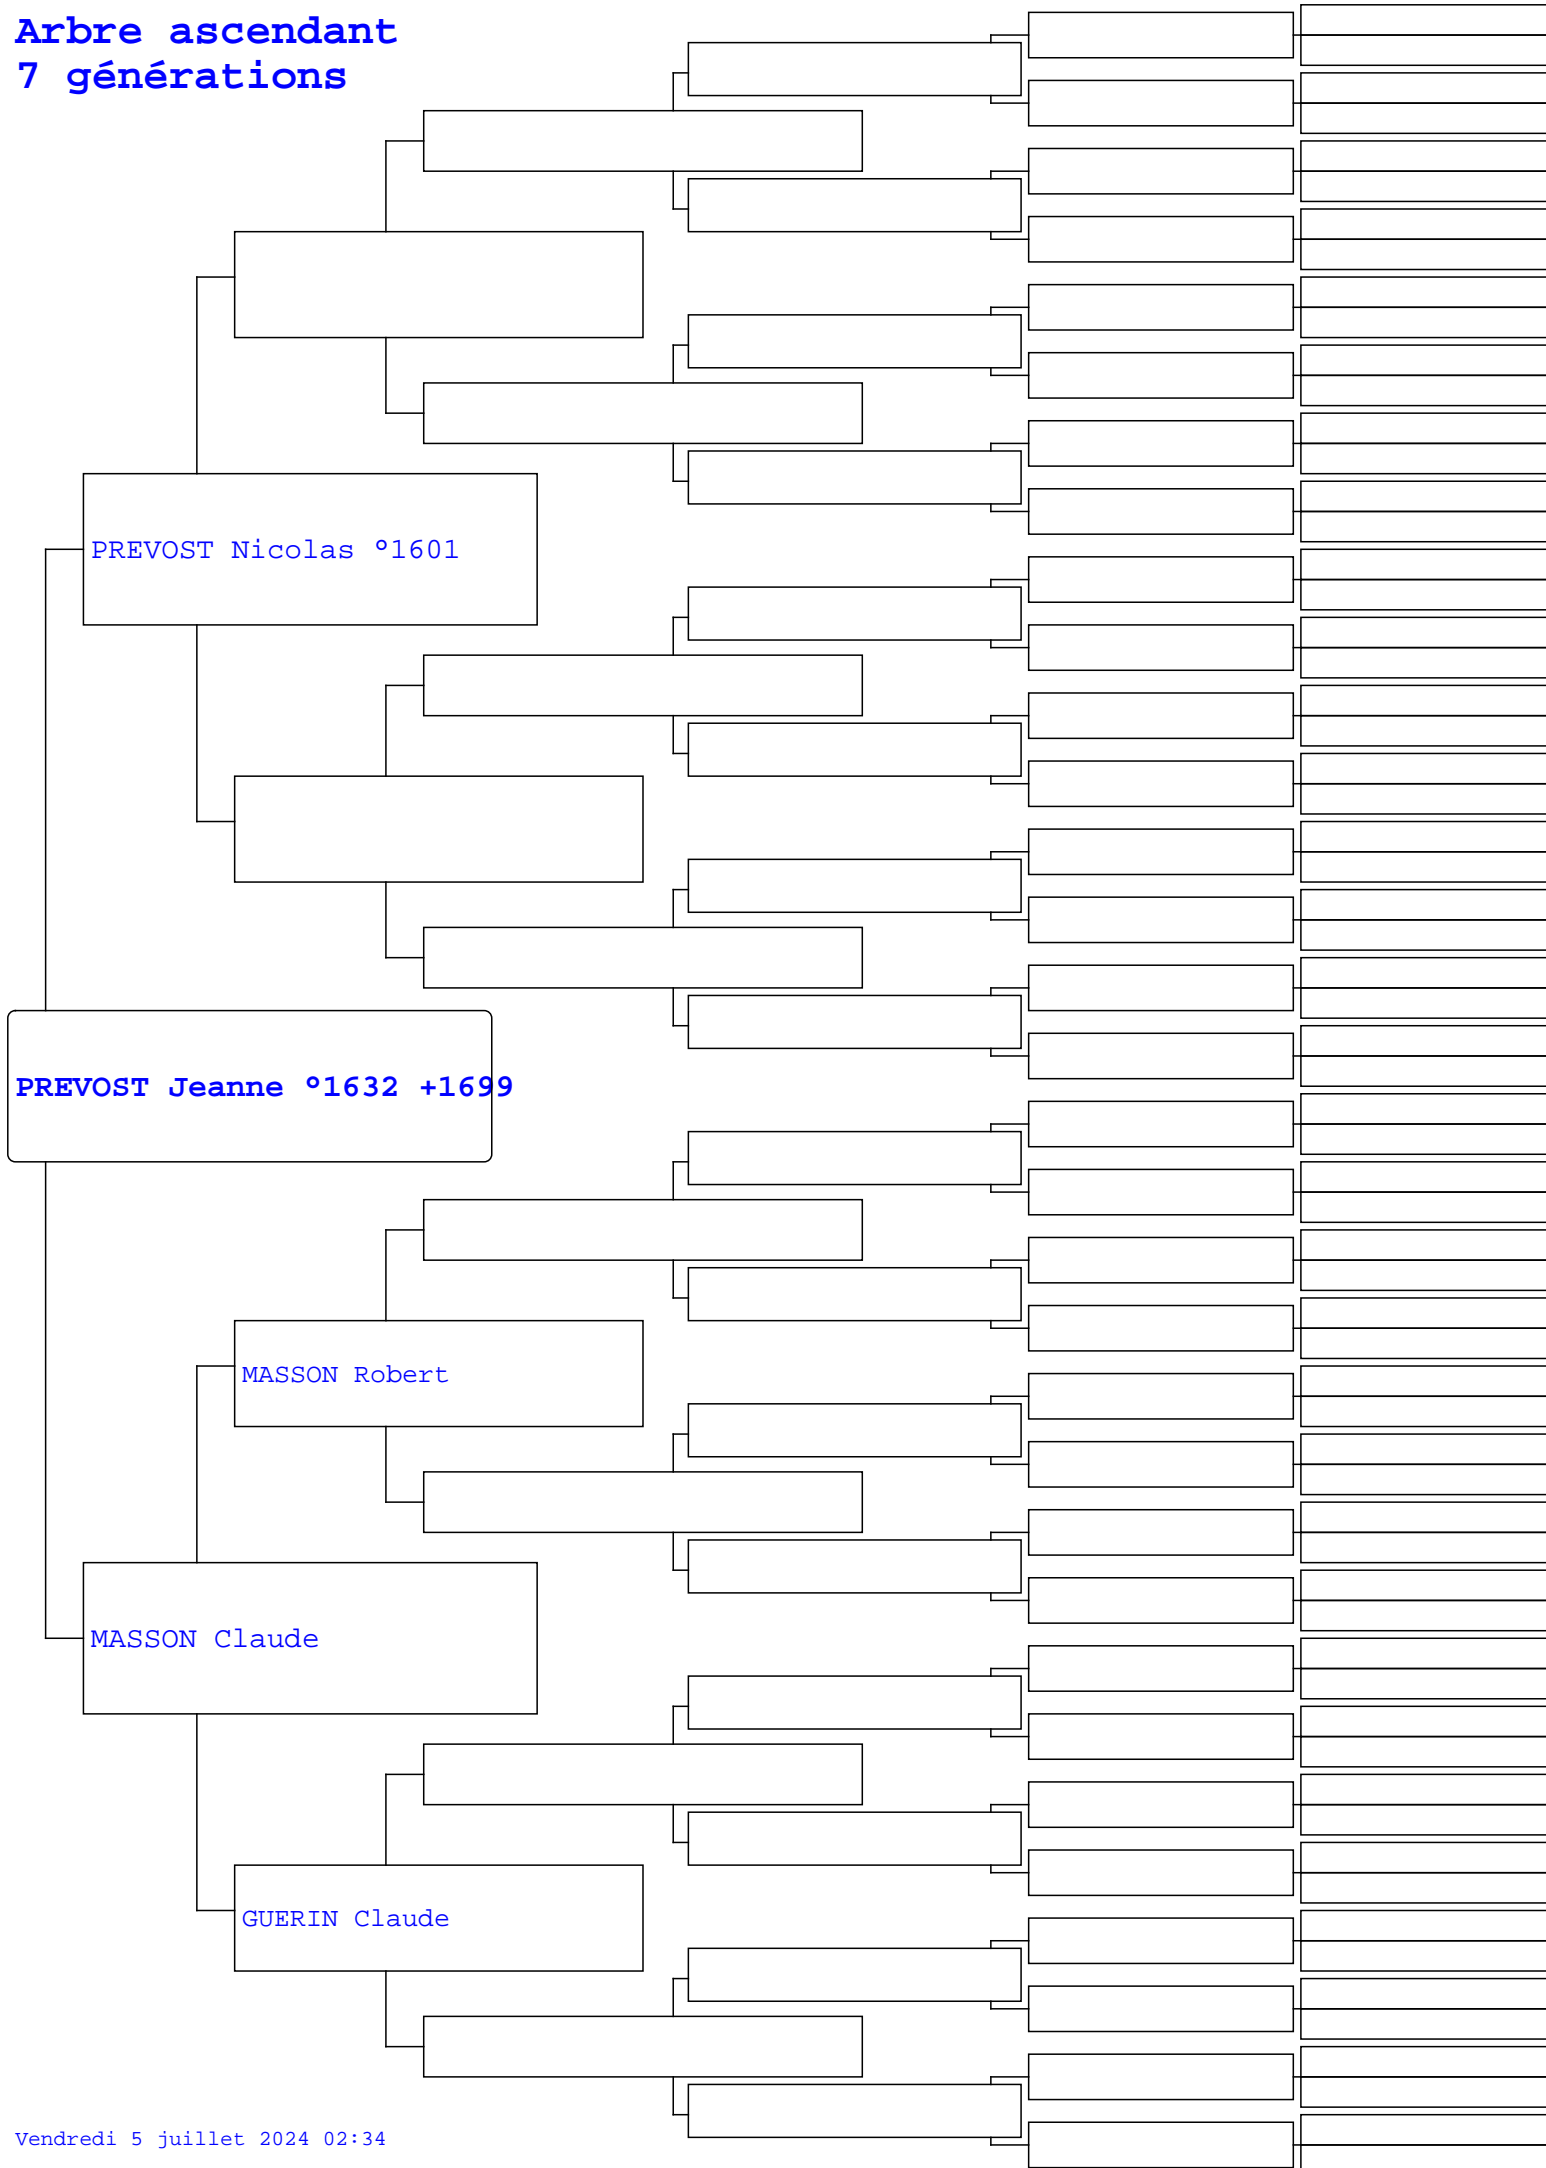 Arbre ascendant
7 générations
PREVOST Nicolas °1601
PREVOST Jeanne °1632 +1699
MASSON Robert
MASSON Claude
GUERIN Claude
Vendredi 5 juillet 2024 02:34